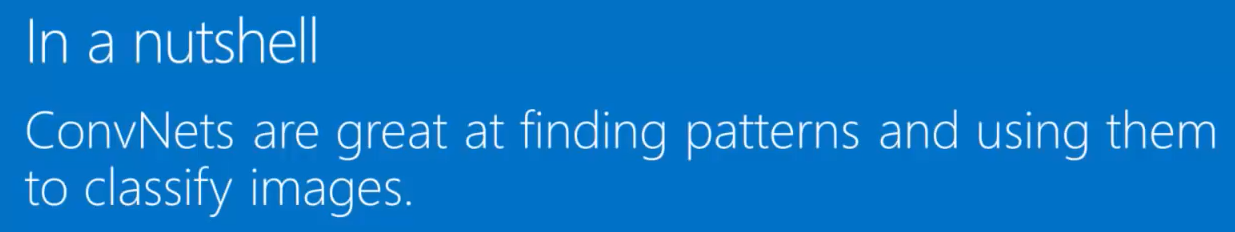 In a nutshell
ConvNets are great at finding patterns and using them
to classify images.